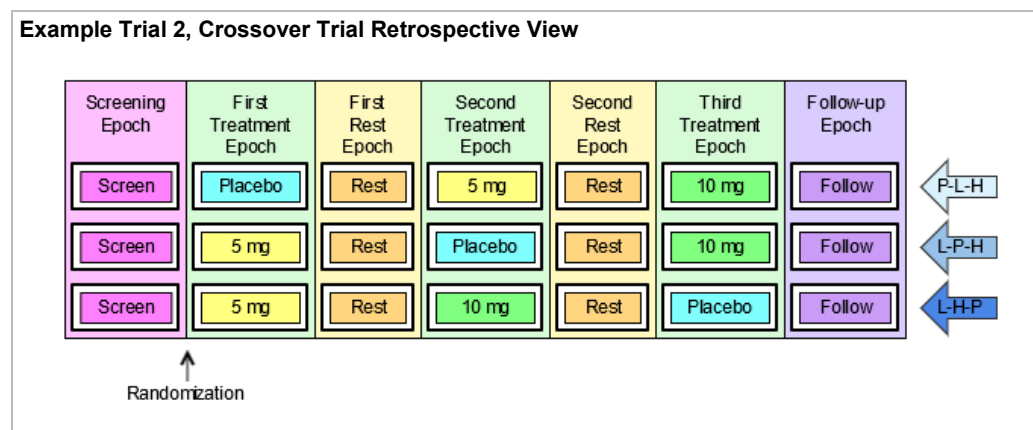 Example Trial 2, Crossover Trial Retrospective View
Screening
Epoch
First
Treatment
Epoch
First
Rest
Epoch
Second
Treatment
Epoch
Second
Rest
Epoch
Third
Treatment
Epoch
Follow-up
Epoch
Screen
Placebo
Rest
5 mg
Rest
10 mg
Follow
P-L-H
Screen
5 mg
Rest
Placebo
Rest
10 mg
Follow
L-P-H
Screen
5 mg
Rest
10 mg
Rest
Placebo
Follow
L-H-P
Randomization